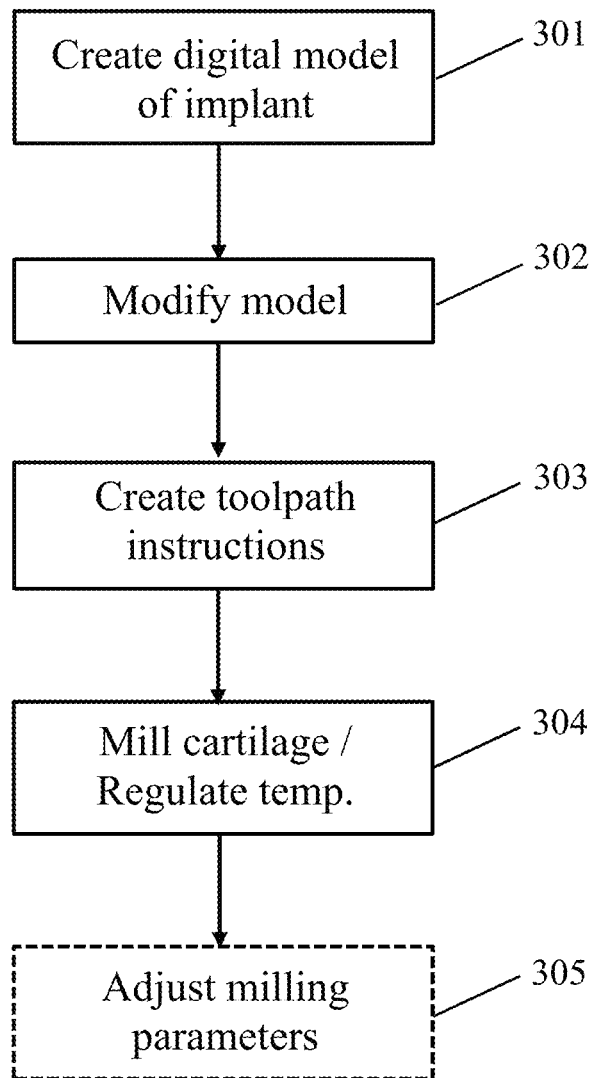 Create digital model
of implant
301
Modify model
302
Create toolpath
instructions
303
Mill cartilage /
Regulate temp.
304
Adjust milling
parameters
305